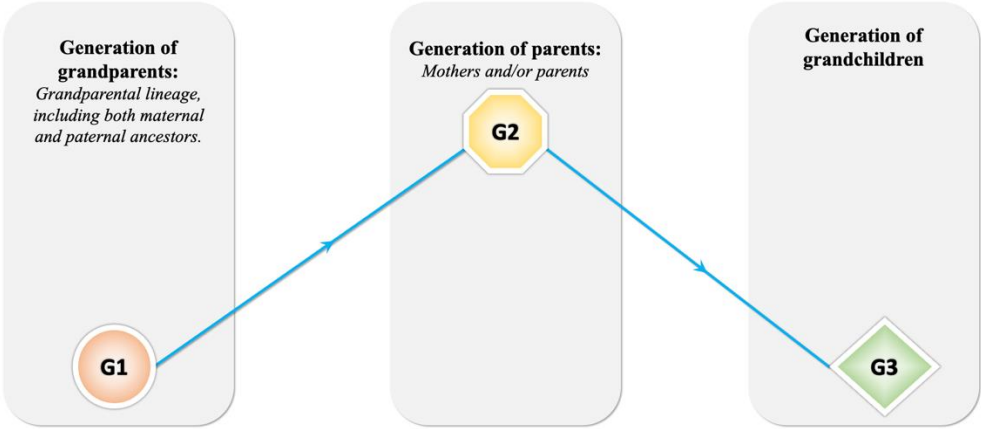 Generation of
grandparents:
Grandparental lineage,
including both maternal
and paternal ancestors.
G1
Generation of parents:
Mothers and/or parents
G2
Generation of
grandchildren
G3